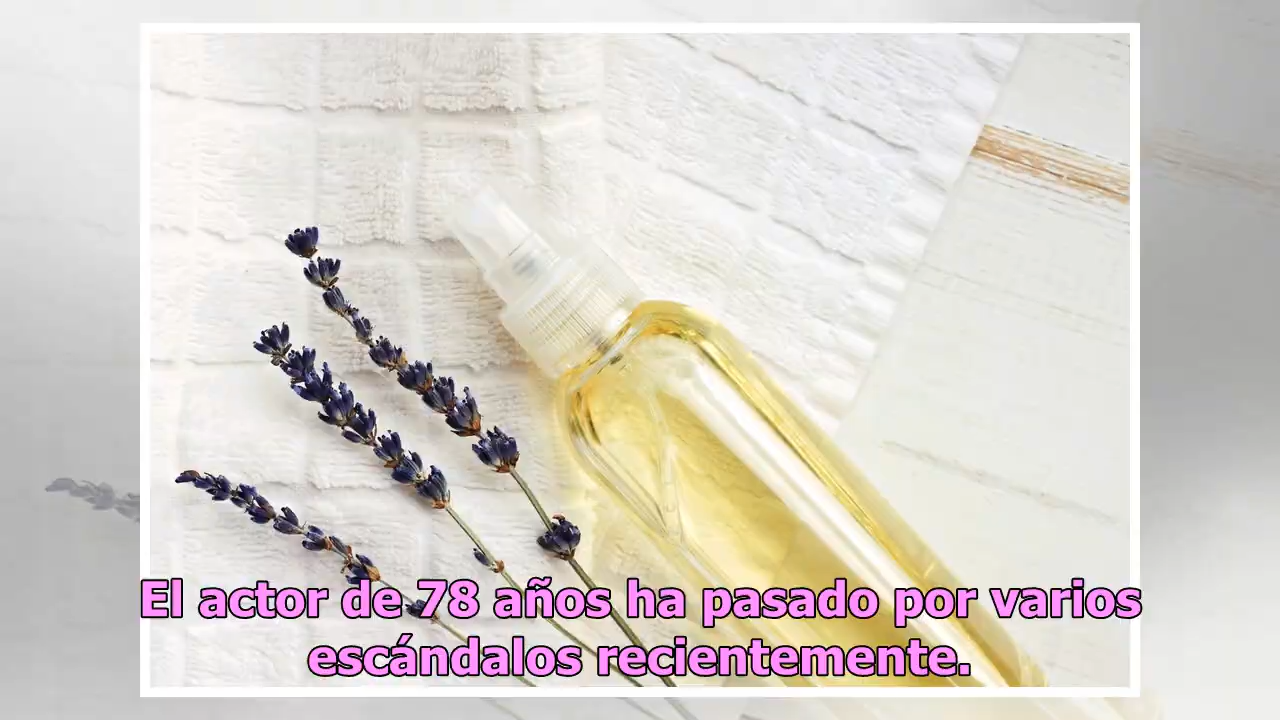 El actor de 78 años ha pasado por varios
escándalos recientemente.